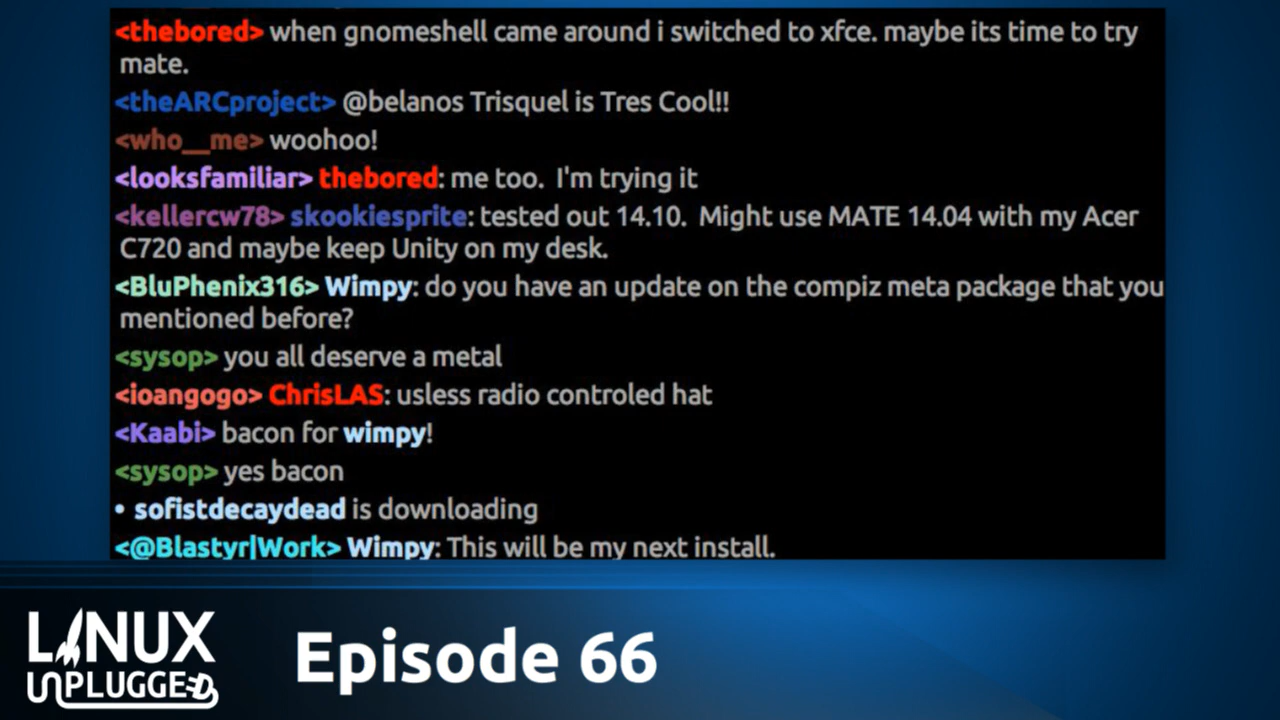 <thebored> when gnomeshell came around i switched to xfce. maybe its time to try
mate.
<theARCproject> @belanos Trisquel is Tres Cool!!
<who__me> woohoo!
<looksfamiliar> thebored: me too.  I'm trying it
<kellercw78> skookiesprite: tested out 14.10.  Might use MATE 14.04 with my Acer
C720 and maybe keep Unity on my desk.
<BluPhenix316> Wimpy: do you have an update on the compiz meta package that you
mentioned before?
<sysop> you all deserve a metal
<ioangogo> ChrisLAS: usless radio controled hat
<Kaabi> bacon for wimpy!
<sysop> yes bacon
• sofistdecaydead is downloading
<@Blastyr|Work> Wimpy: This will be my next install.
LINUX
UNPLUGGED
Episode 66